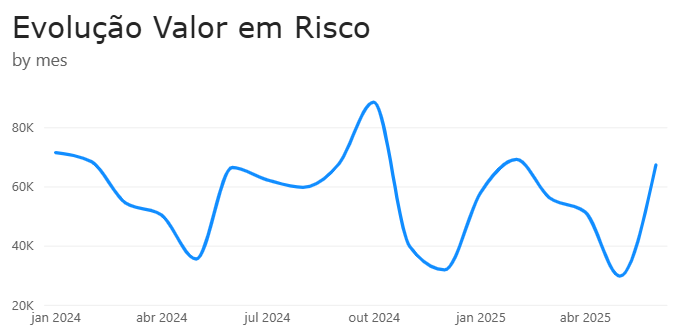 Evolução Valor em Risco
by mes
80K
60K
40K
20K
jan 2024 abr 2024 jul 2024 out 2024 jan 2025 abr 2025